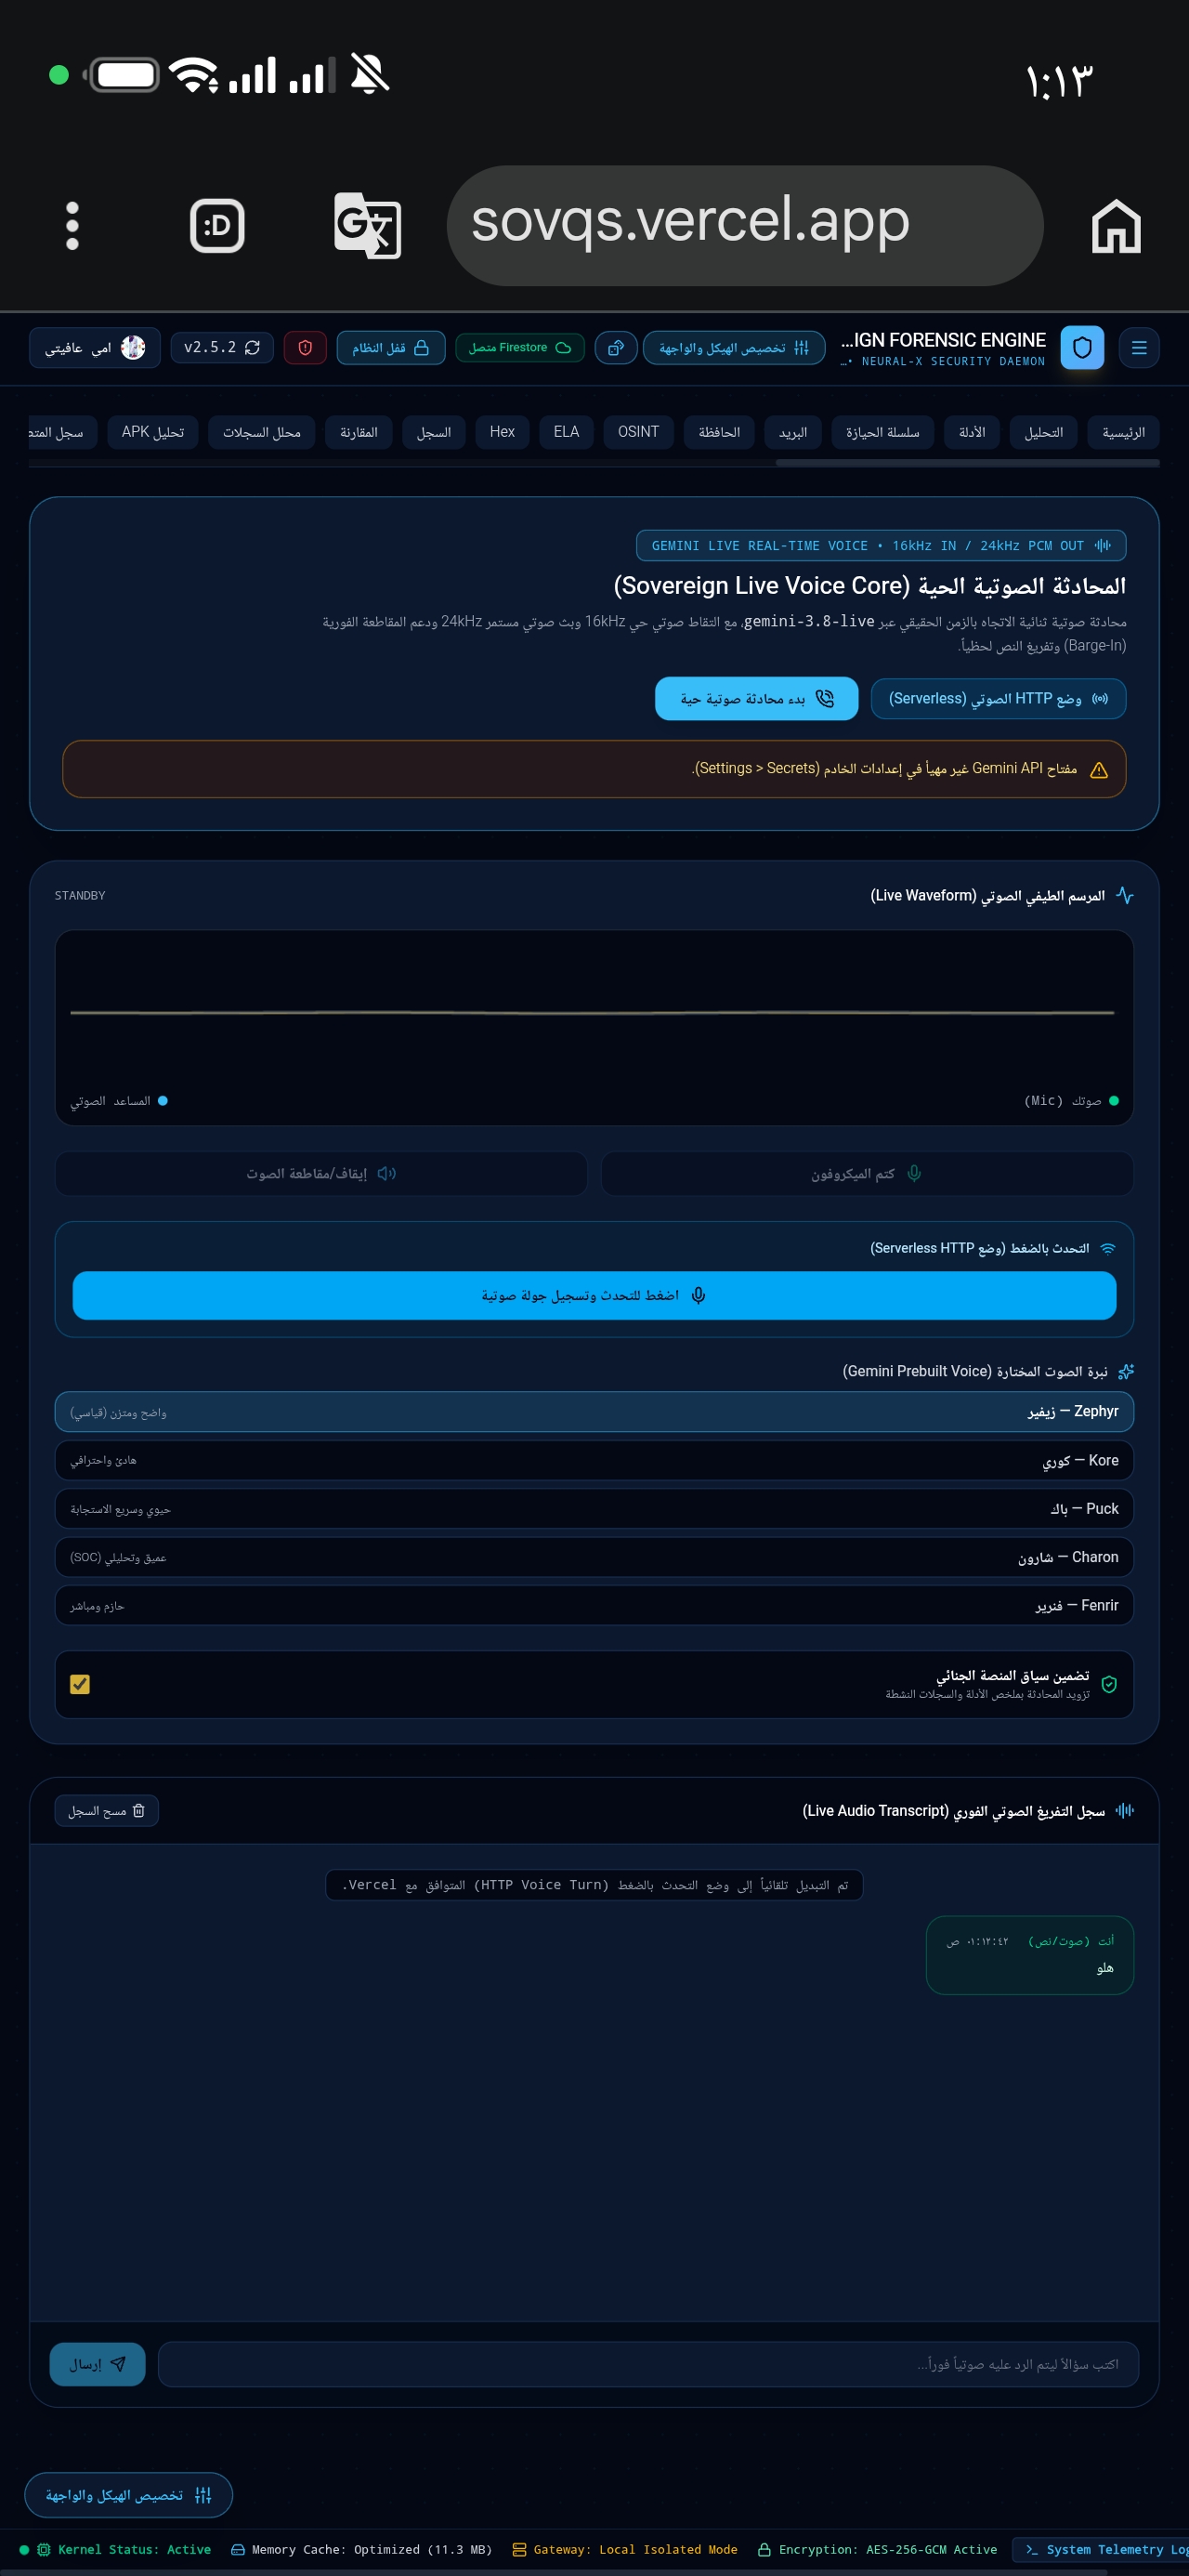 ١:١٣
sovqs.vercel.app
:D
...IGN FORENSIC ENGINE
NEURAL-X SECURITY DAEMON •...
تخصيص الهيكل والواجهة
Firestore متصل
قفل النظام
v2.5.2
امي عافيتي
الرئيسية
التحليل
الأدلة
سلسلة الحيازة
البريد
الحافظة
OSINT
ELA
Hex
السجل
المقارنة
محلل السجلات
تحليل APK
سجل المتص
GEMINI LIVE REAL-TIME VOICE • 16kHz IN / 24kHz PCM OUT
المحادثة الصوتية الحية (Sovereign Live Voice Core)
محادثة صوتية ثنائية الاتجاه بالزمن الحقيقي عبر gemini-3.8-live، مع التقاط صوتي حي 16kHz وبث صوتي مستمر 24kHz ودعم المقاطعة الفورية
(Barge-In) وتفريغ النص لحظياً.
وضع HTTP الصوتي (Serverless)
بدء محادثة صوتية حية
مفتاح Gemini API غير مهيأ في إعدادات الخادم (Settings > Secrets).
المرسم الطيفي الصوتي (Live Waveform)
STANDBY
صوتك (Mic)
المساعد الصوتي
كتم الميكروفون
إيقاف/مقاطعة الصوت
التحدث بالضغط (وضع Serverless HTTP)
اضغط للتحدث وتسجيل جولة صوتية
نبرة الصوت المختارة (Gemini Prebuilt Voice)
Zephyr — زيفير
واضح ومتزن (قياسي)
Kore — كوري
هادئ واحترافي
Puck — باك
حيوي وسريع الاستجابة
Charon — شارون
عميق وتحليلي (SOC)
Fenrir — فنرير
حازم ومباشر
تضمين سياق المنصة الجنائي
تزويد المحادثة بملخص الأدلة والسجلات النشطة
سجل التفريغ الصوتي الفوري (Live Audio Transcript)
مسح السجل
تم التبديل تلقائياً إلى وضع التحدث بالضغط (HTTP Voice Turn) المتوافق مع Vercel.
أنت (صوت/نص) ٠١:١٣:٤٢ ص
هلو
اكتب سؤالاً ليتم الرد عليه صوتياً فوراً...
إرسال
تخصيص الهيكل والواجهة
Kernel Status: Active
Memory Cache: Optimized (11.3 MB)
Gateway: Local Isolated Mode
Encryption: AES-256-GCM Active
System Telemetry Log